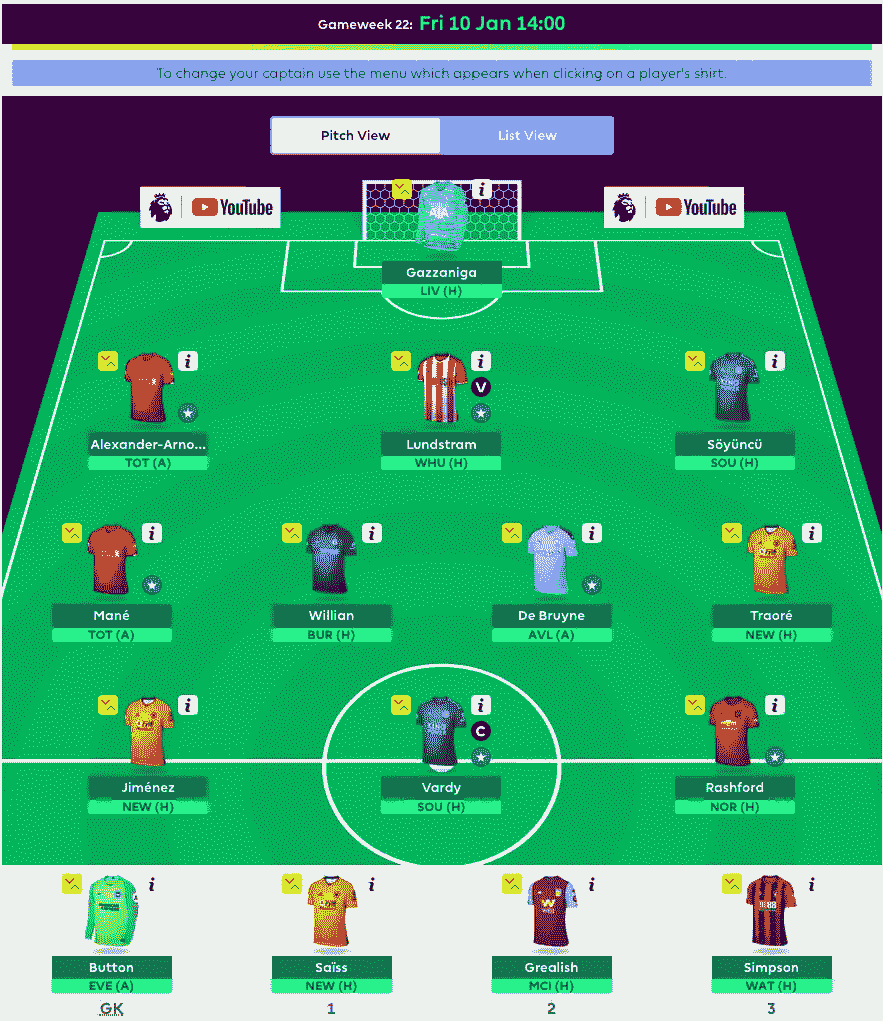 Gameweek 22: Fri 10 Jan 14:00
To change your captain use the menu which appears when clicking on a player's shirt.
Pitch View List View
YouTube YouTube
AIA
i
Gazzaniga
LIV (H)
i i i
V
Alexander-Arno... Lundstram Söyüncü
TOT (A) WHU (H) SOU (H)
i i i i
Mané Willian De Bruyne Traoré
TOT (A) BUR (H) AVL (A) NEW (H)
i i i
C
Jiménez Vardy Rashford
NEW (H) SOU (H) NOR (H)
i i i i
Button Saïss Grealish Simpson
EVE (A) NEW (H) MCI (H) WAT (H)
GK 1 2 3